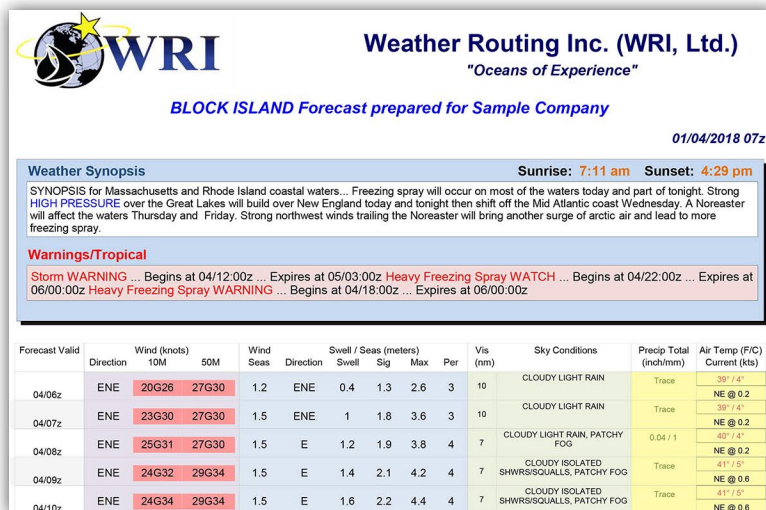 WRI
Weather Routing Inc. (WRI, Ltd.)
"Oceans of Experience"
BLOCK ISLAND Forecast prepared for Sample Company
01/04/2018 07z
Weather Synopsis Sunrise: 7:11 am Sunset: 4:29 pm
SYNOPSIS for Massachusetts and Rhode Island coastal waters... Freezing spray will occur on most of the waters today and part of tonight. Strong
HIGH PRESSURE over the Great Lakes will build over New England today and tonight then shift off the Mid Atlantic coast Wednesday. A Noreaster
will affect the waters Thursday and Friday. Strong northwest winds trailing the Noreaster will bring another surge of arctic air and lead to more
freezing spray.
Warnings/Tropical
Storm WARNING ... Begins at 04/12:00z ... Expires at 05/03:00z Heavy Freezing Spray WATCH ... Begins at 04/22:00z ... Expires at
06/00:00z Heavy Freezing Spray WARNING ... Begins at 04/18:00z ... Expires at 06/00:00z
Forecast Valid Wind (knots) Wind Swell / Seas (meters) Vis Sky Conditions Precip Total Air Temp (F/C)
Direction 10M 50M Seas Direction Swell Sig Max Per (nm) (inch/mm) Current (kts)
04/06z ENE 20G26 27G30 1.2 ENE 0.4 1.3 2.6 3 10 CLOUDY LIGHT RAIN Trace 39° / 4°
NE @ 0.2
04/07z ENE 23G30 27G30 1.5 ENE 1 1.8 3.6 3 10 CLOUDY LIGHT RAIN Trace 39° / 4°
NE @ 0.2
04/08z ENE 25G31 27G30 1.5 E 1.2 1.9 3.8 4 7 CLOUDY LIGHT RAIN, PATCHY FOG 0.04 / 1 40° / 4°
NE @ 0.2
04/09z ENE 24G32 29G34 1.5 E 1.4 2.1 4.2 4 7 CLOUDY ISOLATED SHWRS/SQUALLS, PATCHY FOG Trace 41° / 5°
NE @ 0.6
04/10z ENE 24G34 29G34 1.5 E 1.6 2.2 4.4 4 7 CLOUDY ISOLATED SHWRS/SQUALLS, PATCHY FOG Trace 41° / 5°
NE @ 0.6